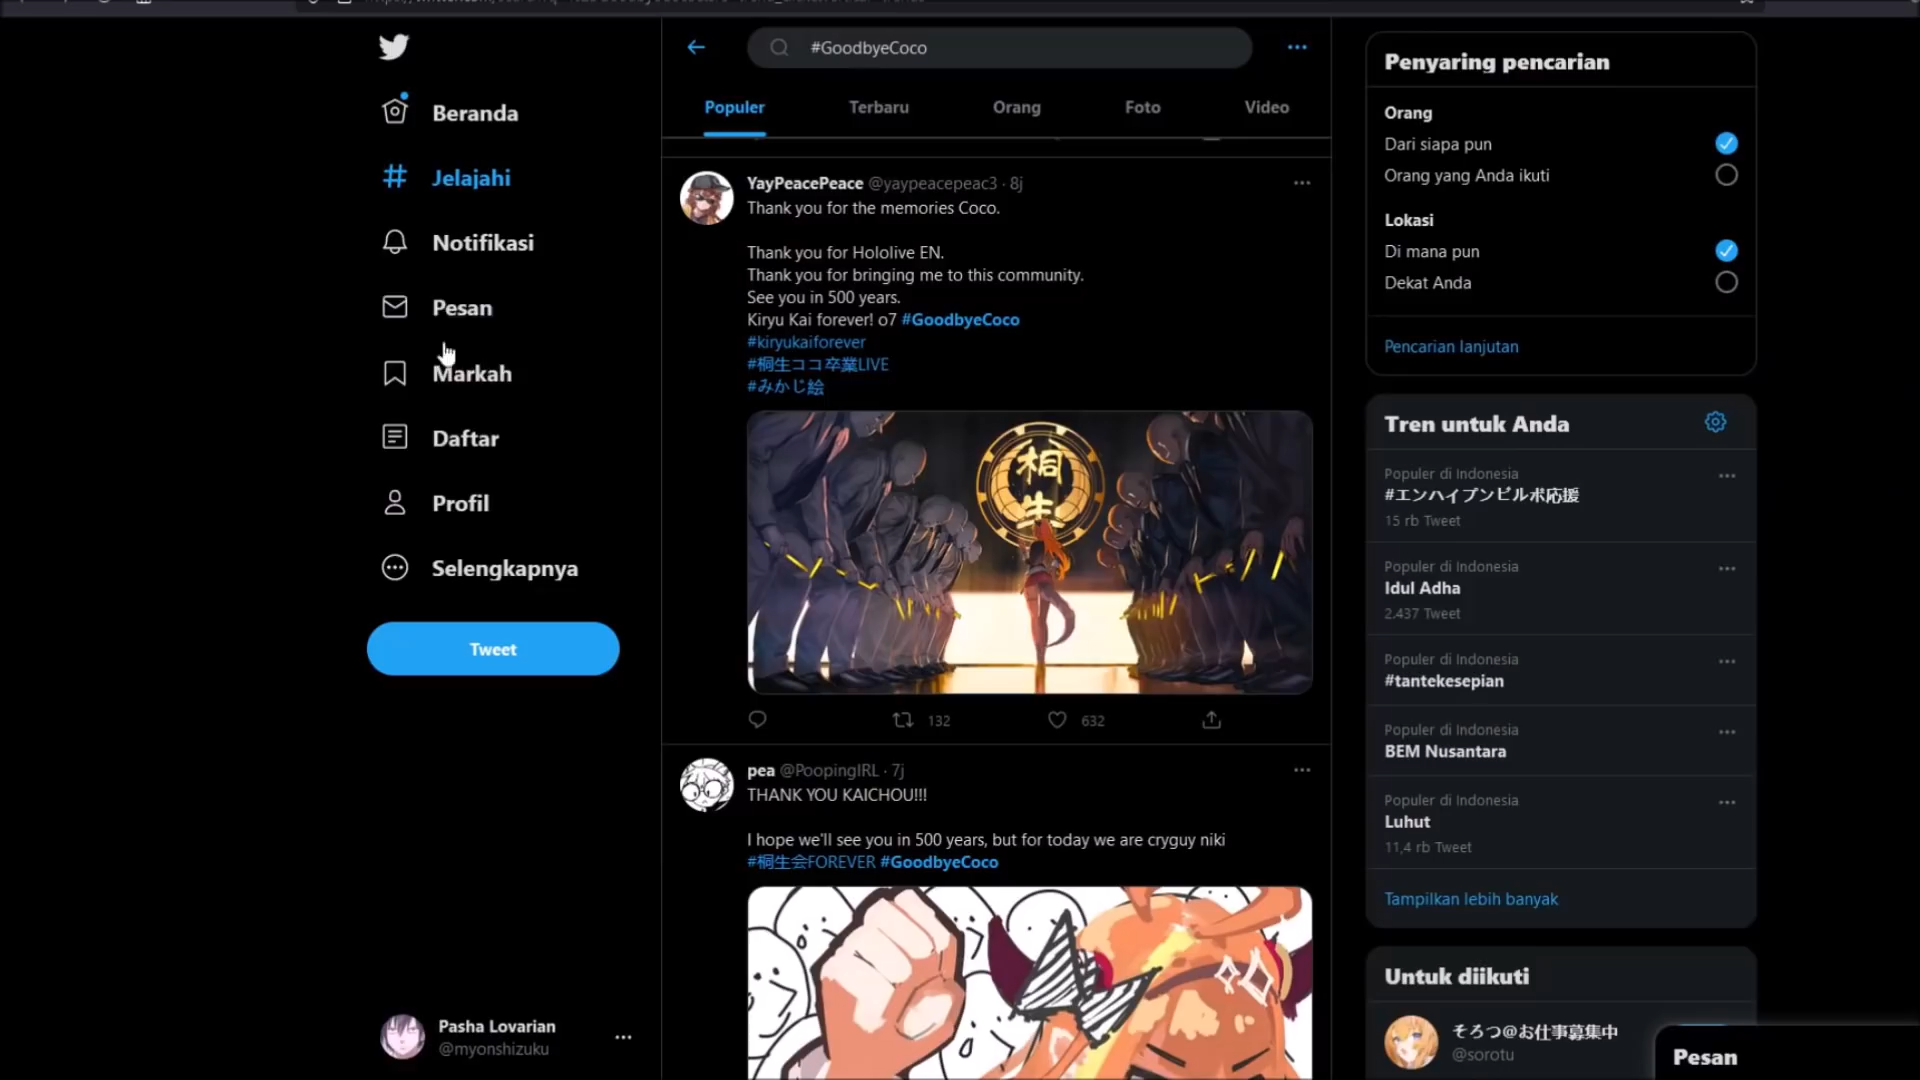 #GoodbyeCoco
Populer
Terbaru
Orang
Foto
Video
Beranda
Jelajahi
Notifikasi
Pesan
Markah
Daftar
Profil
Selengkapnya
Tweet
Pasha Lovarian
@myonshizuku
YayPeacePeace @yaypeacepeac3 · 8j
Thank you for the memories Coco.
Thank you for Hololive EN.
Thank you for bringing me to this community.
See you in 500 years.
Kiryu Kai forever! o7 #GoodbyeCoco
#kiryukaiforever
#桐生ココ卒業LIVE
#みかじ絵
桐
生
132
632
pea @PoopingIRL · 7j
THANK YOU KAICHOU!!!
I hope we'll see you in 500 years, but for today we are cryguy niki
#桐生会FOREVER #GoodbyeCoco
Penyaring pencarian
Orang
Dari siapa pun
Orang yang Anda ikuti
Lokasi
Di mana pun
Dekat Anda
Pencarian lanjutan
Tren untuk Anda
Populer di Indonesia
#エンハイプンビルボ応援
15 rb Tweet
Populer di Indonesia
Idul Adha
2.437 Tweet
Populer di Indonesia
#tantekesepian
Populer di Indonesia
BEM Nusantara
Populer di Indonesia
Luhut
11,4 rb Tweet
Tampilkan lebih banyak
Untuk diikuti
そろつ@お仕事募集中
@sorotu
Pesan